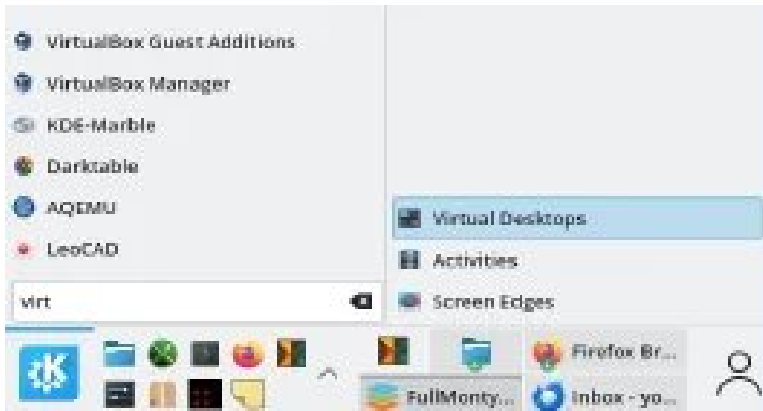 VirtualBox Guest Additions
VirtualBox Manager
KDE-Marble
Darktable
AQEMU
LeoCAD
virt
Virtual Desktops
Activities
Screen Edges
Firefox Br...
FullMonty...
Inbox - yo...